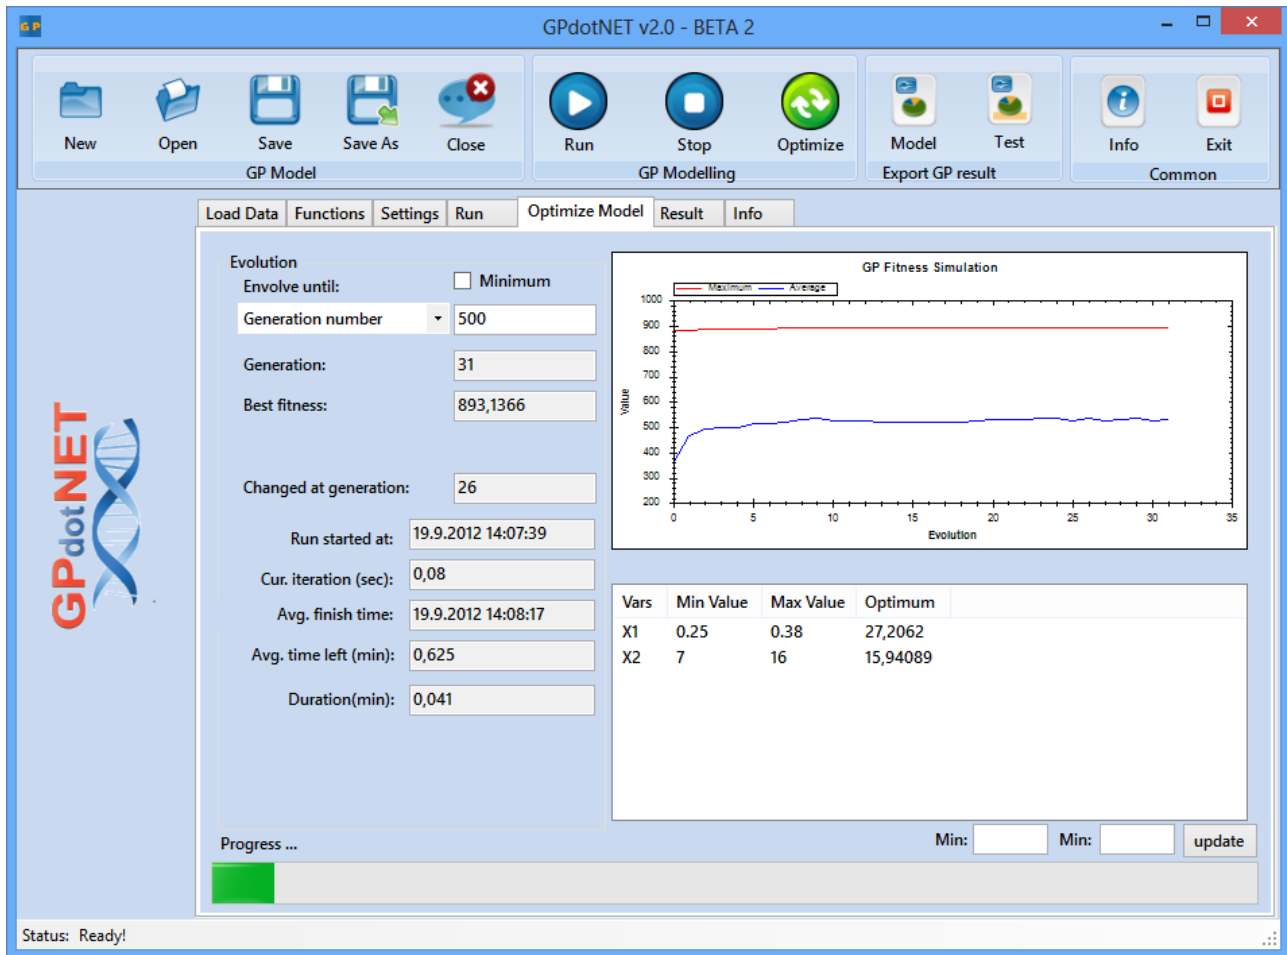 GP
GPdotNET v2.0 - BETA 2
New Open Save Save As Close Run Stop Optimize Model Test Info Exit
GP Model GP Modelling Export GP result Common
Load Data Functions Settings Run Optimize Model Result Info
GPdotNET
Evolution
Envolve until: Minimum
Generation number 500
Generation: 31
Best fitness: 893,1366
Changed at generation: 26
Run started at: 19.9.2012 14:07:39
Cur. iteration (sec): 0,08
Avg. finish time: 19.9.2012 14:08:17
Avg. time left (min): 0,625
Duration(min): 0,041
GP Fitness Simulation
Maximum Average
Value
1000
900
800
700
600
500
400
300
200
0 5 10 15 20 25 30 35
Evolution
Vars Min Value Max Value Optimum
X1 0.25 0.38 27,2062
X2 7 16 15,94089
Min: Min: update
Progress ...
Status: Ready!